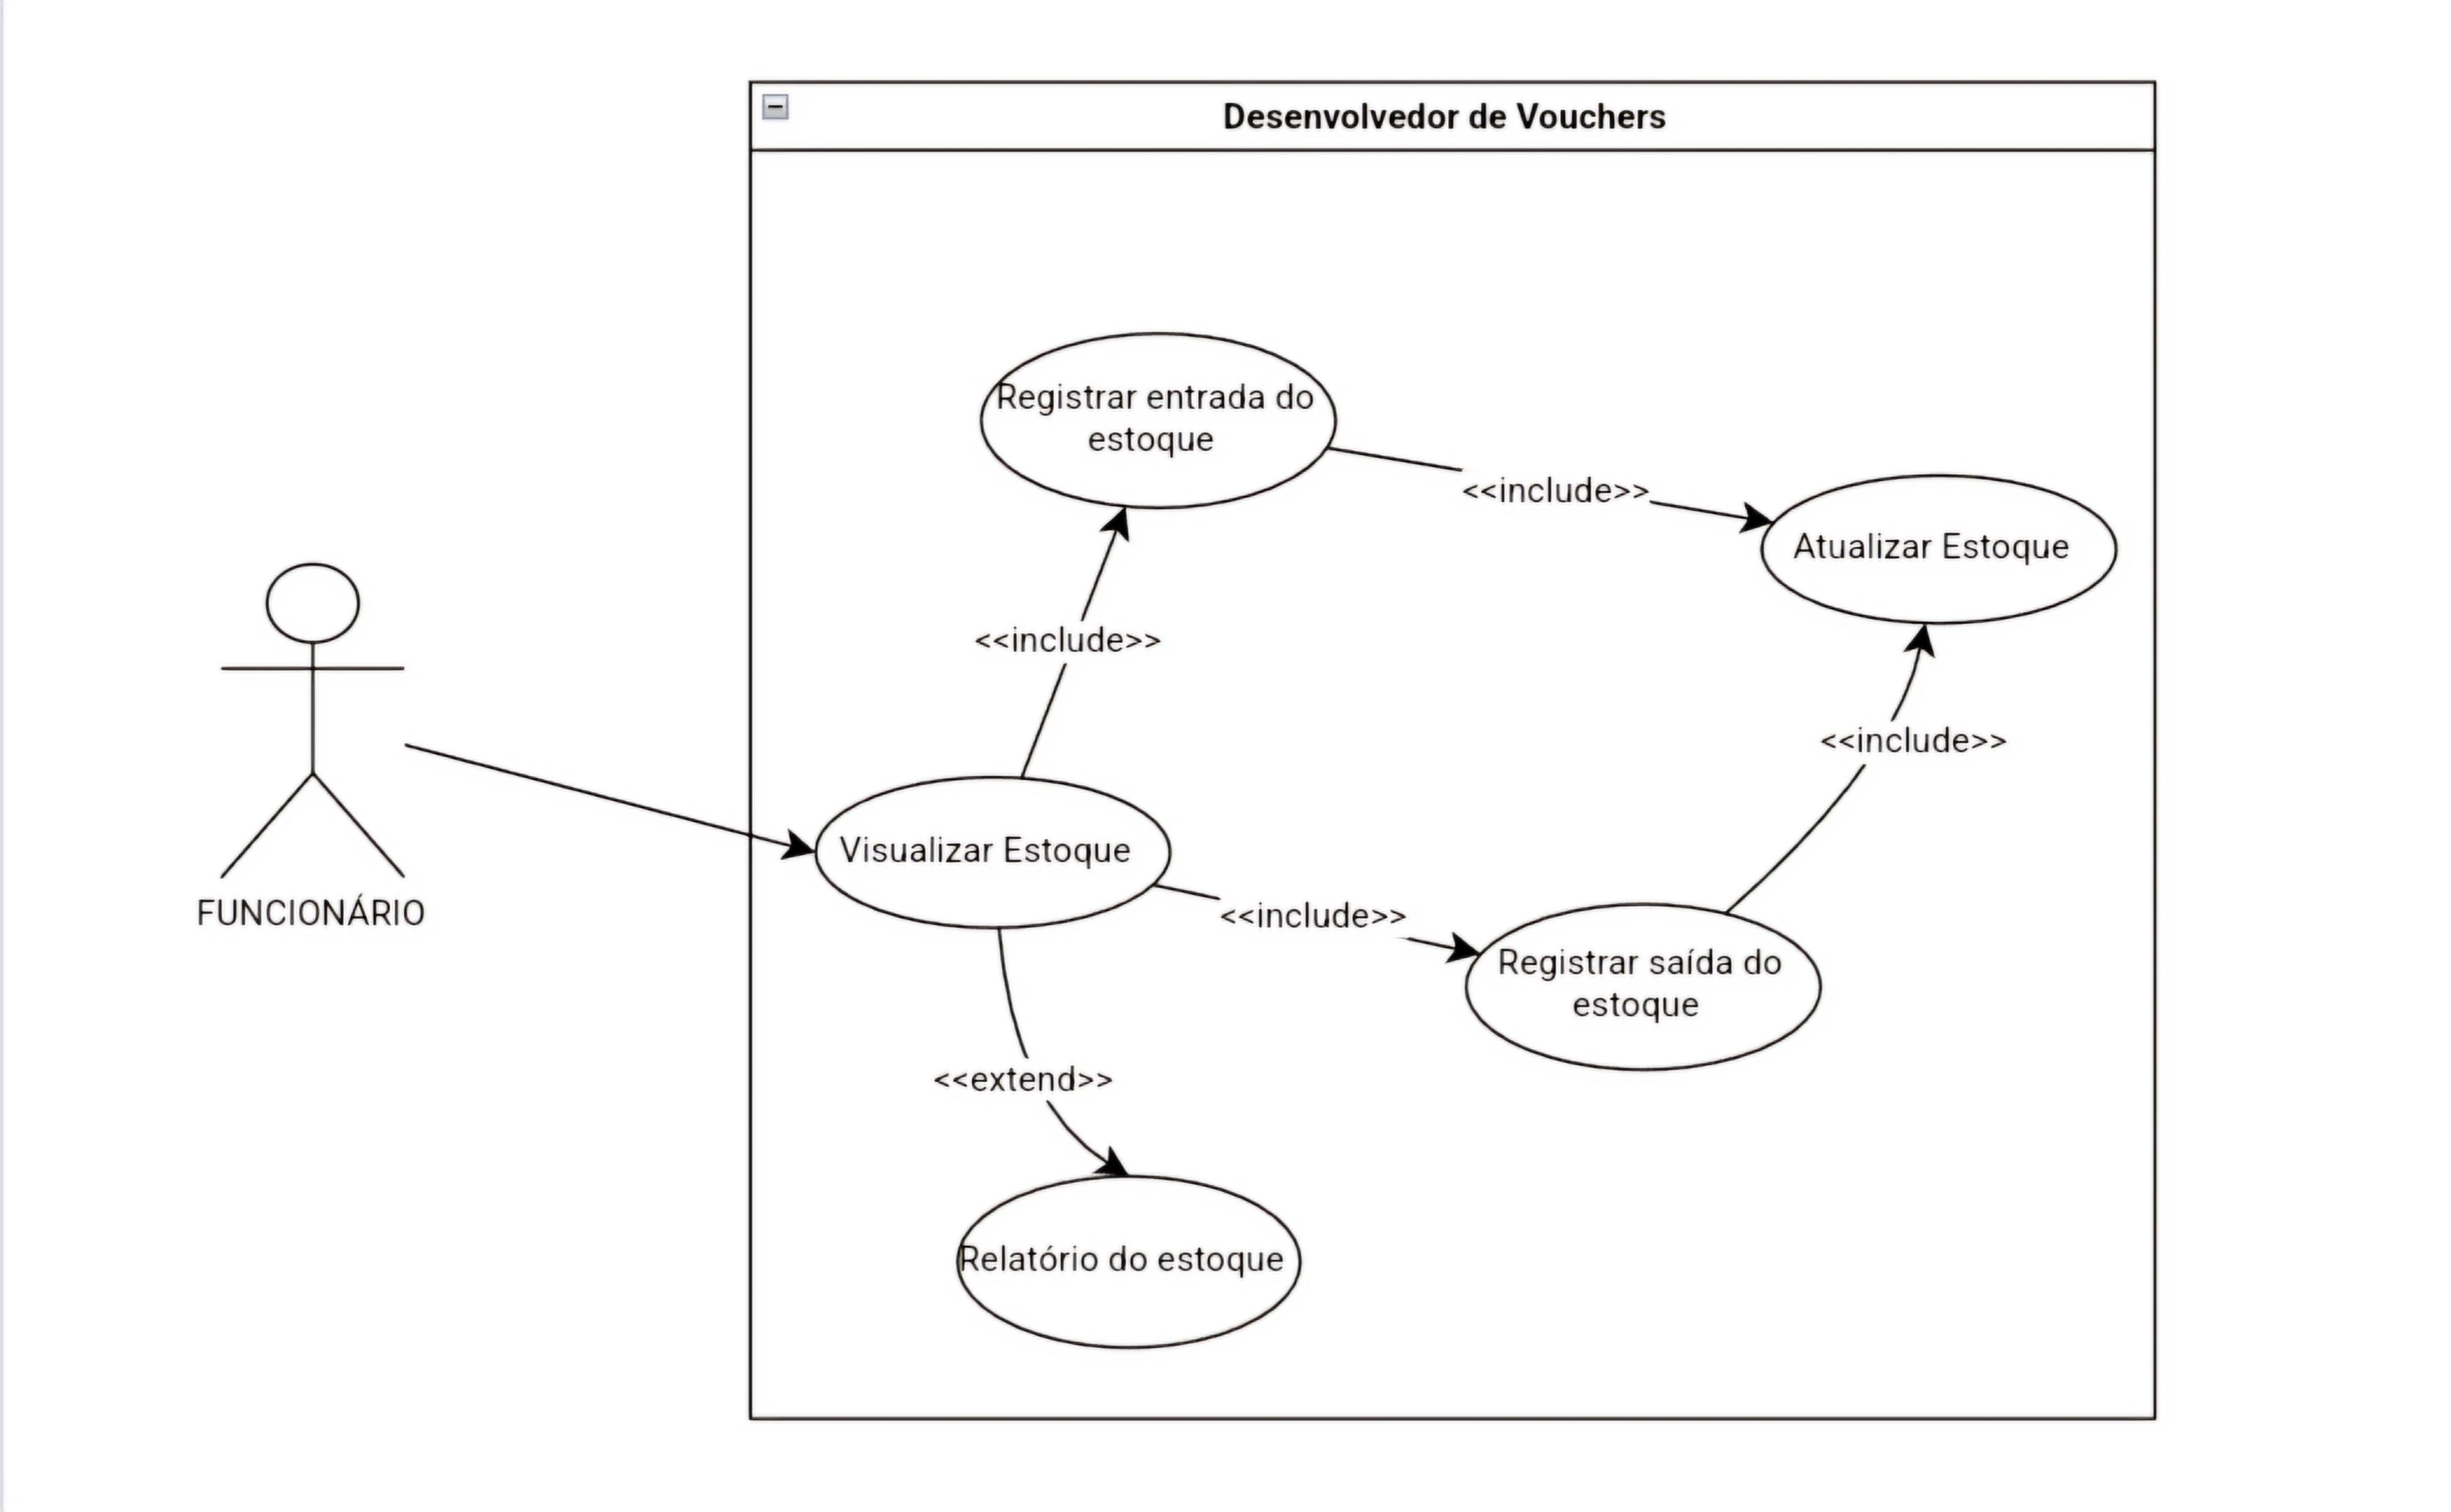 Desenvolvedor de Vouchers
Registrar entrada do
estoque
<<include>>
Atualizar Estoque
<<include>>
<<include>>
Visualizar Estoque
FUNCIONÁRIO
<<include>>
Registrar saída do
estoque
<<extend>>
Relatório do estoque